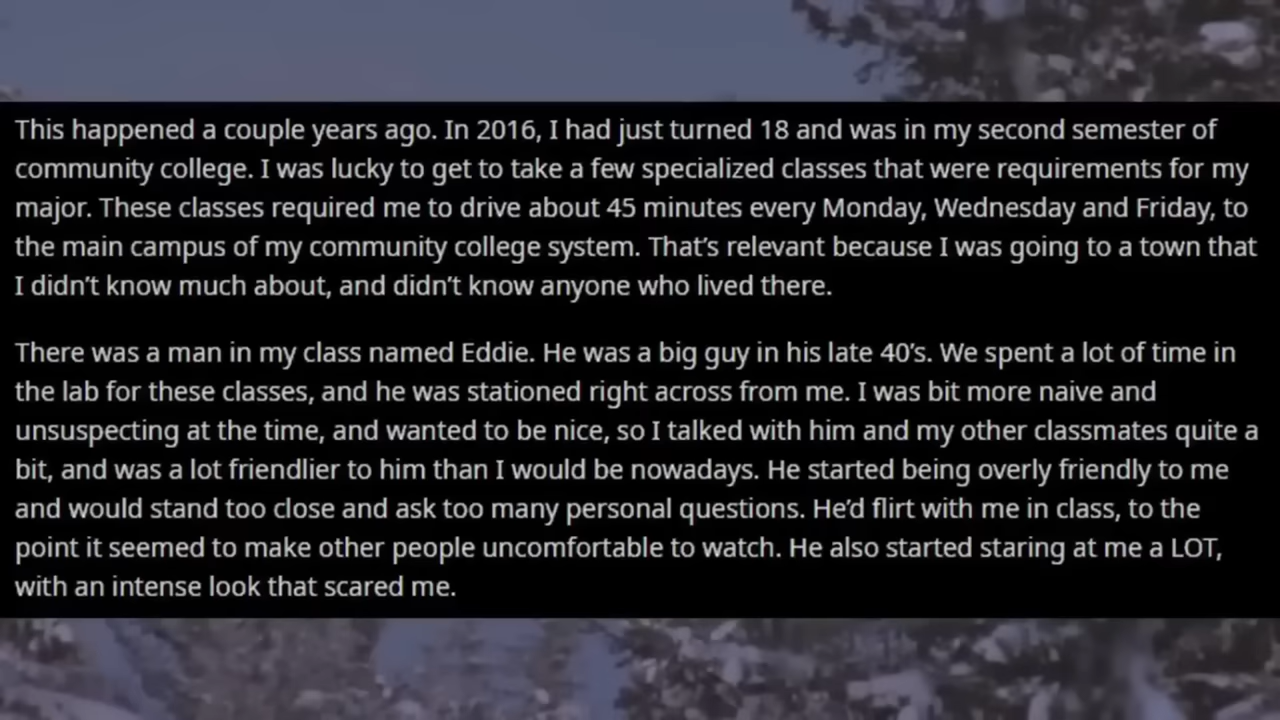 This happened a couple years ago. In 2016, I had just turned 18 and was in my second semester of
community college. I was lucky to get to take a few specialized classes that were requirements for my
major. These classes required me to drive about 45 minutes every Monday, Wednesday and Friday, to
the main campus of my community college system. That’s relevant because I was going to a town that
I didn’t know much about, and didn’t know anyone who lived there.
There was a man in my class named Eddie. He was a big guy in his late 40’s. We spent a lot of time in
the lab for these classes, and he was stationed right across from me. I was bit more naive and
unsuspecting at the time, and wanted to be nice, so I talked with him and my other classmates quite a
bit, and was a lot friendlier to him than I would be nowadays. He started being overly friendly to me
and would stand too close and ask too many personal questions. He’d flirt with me in class, to the
point it seemed to make other people uncomfortable to watch. He also started staring at me a LOT,
with an intense look that scared me.